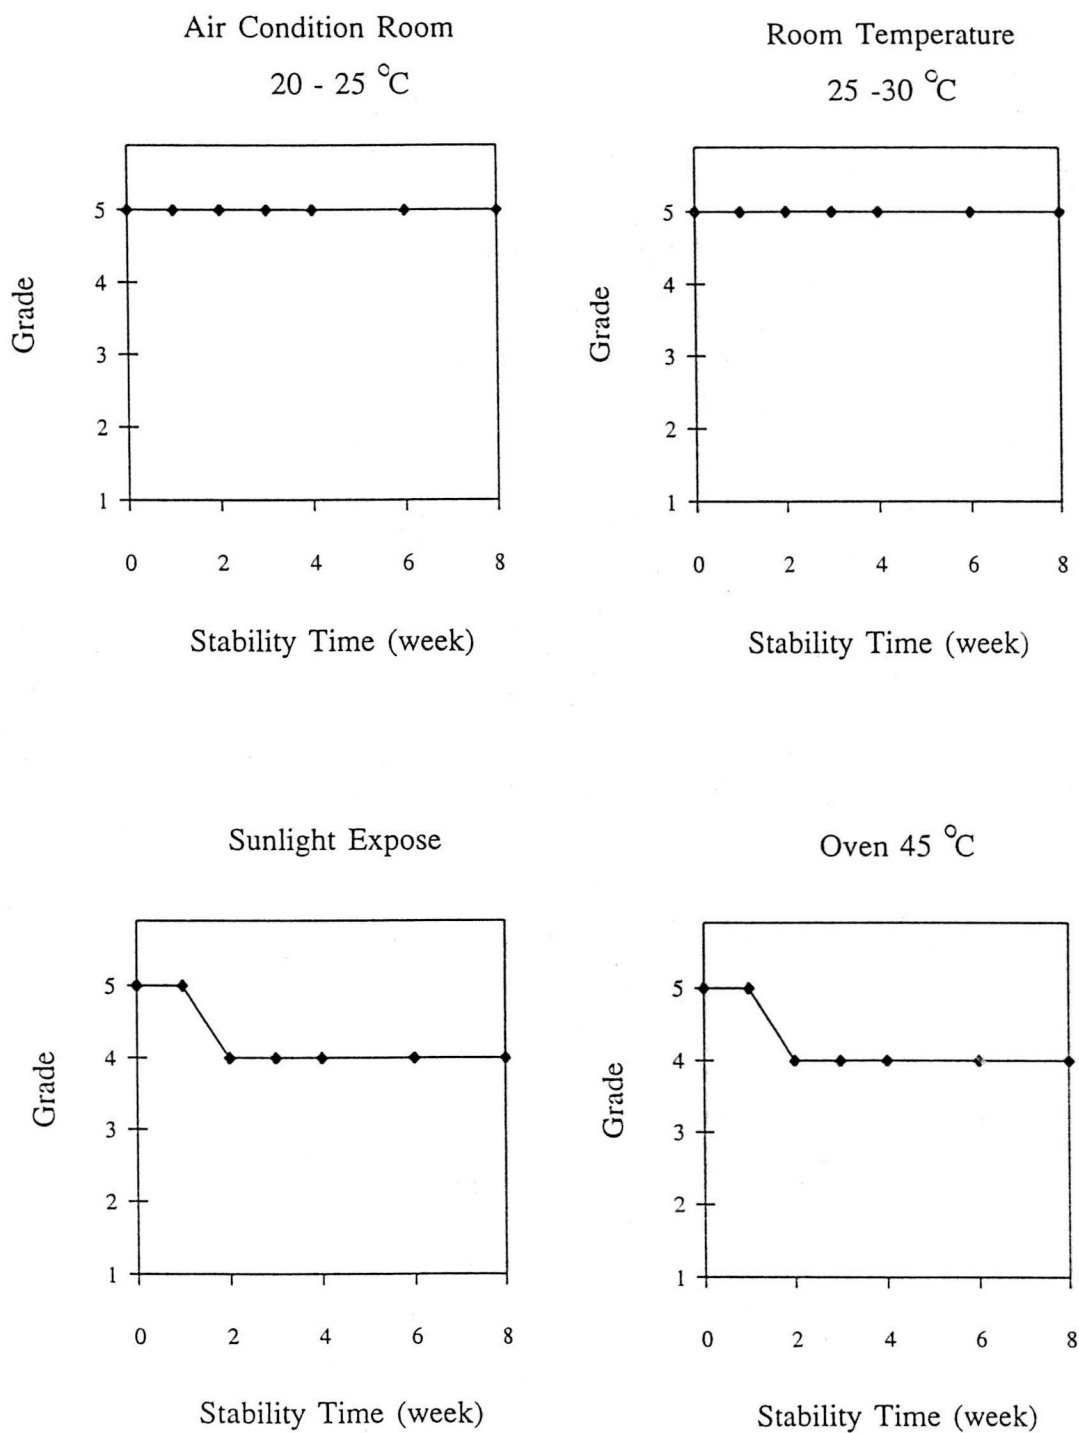 Air Condition Room
20 - 25 °C
5
4
3
2
1
Grade
0 2 4 6 8
Stability Time (week)
Room Temperature
25 -30 °C
5
4
3
2
1
Grade
0 2 4 6 8
Stability Time (week)
Sunlight Expose
5
4
3
2
1
Grade
0 2 4 6 8
Stability Time (week)
Oven 45 °C
5
4
3
2
1
Grade
0 2 4 6 8
Stability Time (week)